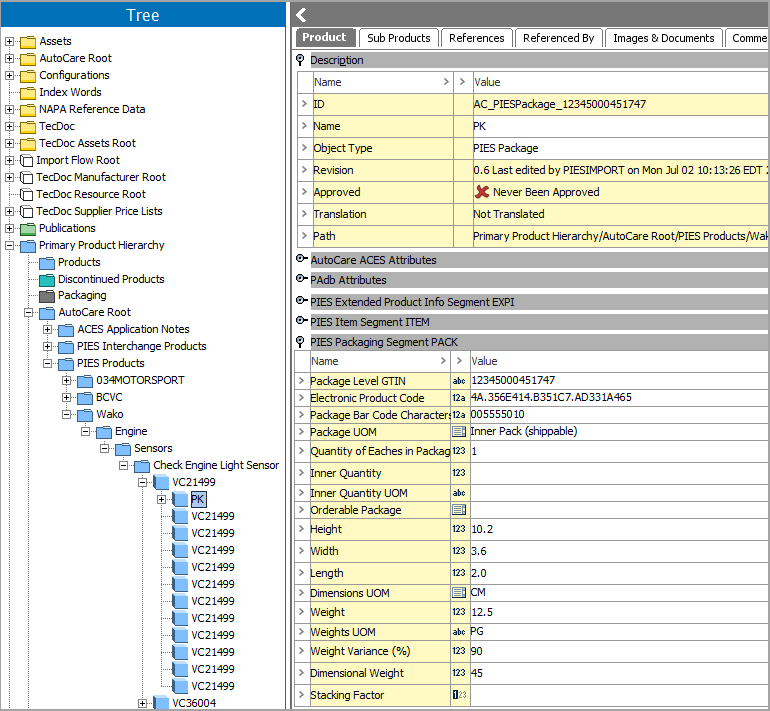 Tree
Assets
AutoCare Root
Configurations
Index Words
NAPA Reference Data
TecDoc
TecDoc Assets Root
Import Flow Root
TecDoc Manufacturer Root
TecDoc Resource Root
TecDoc Supplier Price Lists
Publications
Primary Product Hierarchy
Products
Discontinued Products
Packaging
AutoCare Root
ACES Application Notes
PIES Interchange Products
PIES Products
034MOTORSPORT
BCVC
Wako
Engine
Sensors
Check Engine Light Sensor
VC21499
PK
VC21499
VC21499
VC21499
VC21499
VC21499
VC21499
VC21499
VC21499
VC21499
VC21499
VC21499
VC36004
Product Sub Products References Referenced By Images & Documents Comme
Description
Name > > Value
> ID AC_PIESPackage_12345000451747
> Name PK
> Object Type PIES Package
> Revision 0.6 Last edited by PIESIMPORT on Mon Jul 02 10:13:26 EDT 2
> Approved Never Been Approved
> Translation Not Translated
> Path Primary Product Hierarchy/AutoCare Root/PIES Products/Wak
AutoCare ACES Attributes
PAdb Attributes
PIES Extended Product Info Segment EXPI
PIES Item Segment ITEM
PIES Packaging Segment PACK
Name > > Value
> Package Level GTIN abc 12345000451747
> Electronic Product Code 12a 4A.356E414.B351C7.AD331A465
> Package Bar Code Characters 12a 005555010
> Package UOM Inner Pack (shippable)
> Quantity of Eaches in Packag 123 1
> Inner Quantity 123
> Inner Quantity UOM abc
> Orderable Package
> Height 123 10.2
> Width 123 3.6
> Length 123 2.0
> Dimensions UOM CM
> Weight 123 12.5
> Weights UOM abc PG
> Weight Variance (%) 123 90
> Dimensional Weight 123 45
> Stacking Factor 123